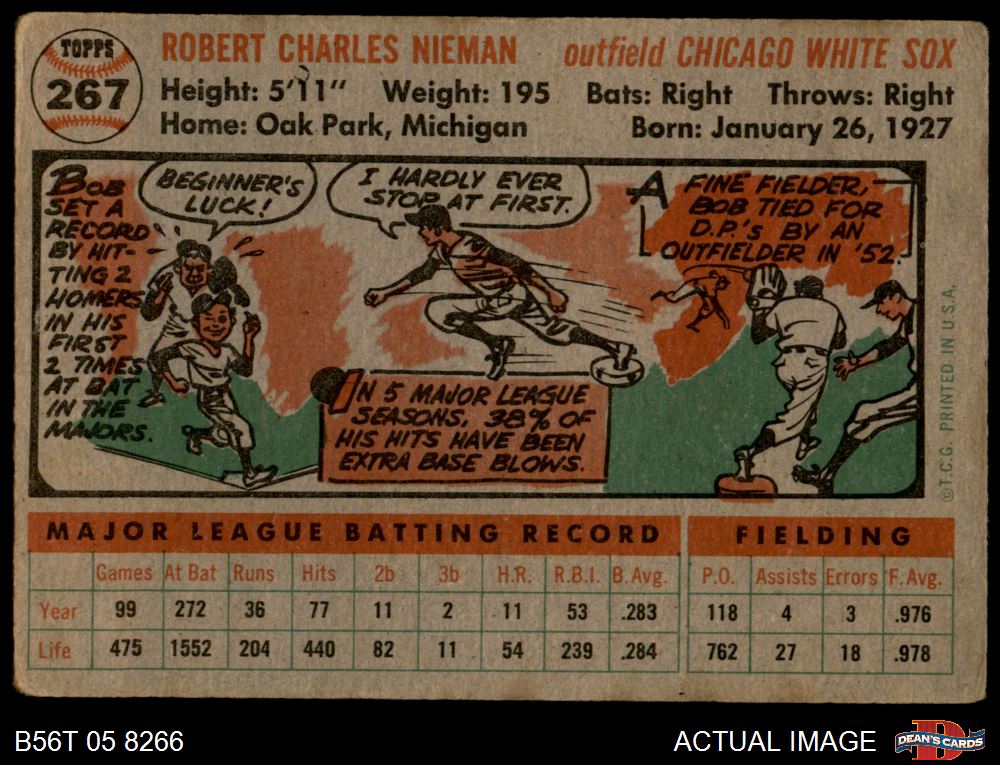 TOPPS
267
ROBERT CHARLES NIEMAN outfield CHICAGO WHITE SOX
Height: 5'11" Weight: 195 Bats: Right Throws: Right
Home: Oak Park, Michigan Born: January 26, 1927
BOB
SET A
RECORD
BY HIT-
TING 2
HOMERS
IN HIS
FIRST
2 TIMES
AT BAT
IN THE
MAJORS.
BEGINNER'S
LUCK!
I HARDLY EVER
STOP AT FIRST.
IN 5 MAJOR LEAGUE
SEASONS, 38% OF
HIS HITS HAVE BEEN
EXTRA BASE BLOWS.
A FINE FIELDER,
BOB TIED FOR
D.P.'s BY AN
OUTFIELDER IN '52.
©T.C.G. PRINTED IN U.S.A.
MAJOR LEAGUE BATTING RECORD FIELDING
Games At Bat Runs Hits 2b 3b H.R. R.B.I. B. Avg. P.O. Assists Errors F. Avg.
Year 99 272 36 77 11 2 11 53 .283 118 4 3 .976
Life 475 1552 204 440 82 11 54 239 .284 762 27 18 .978
B56T 05 8266 ACTUAL IMAGE DEAN'S CARDS